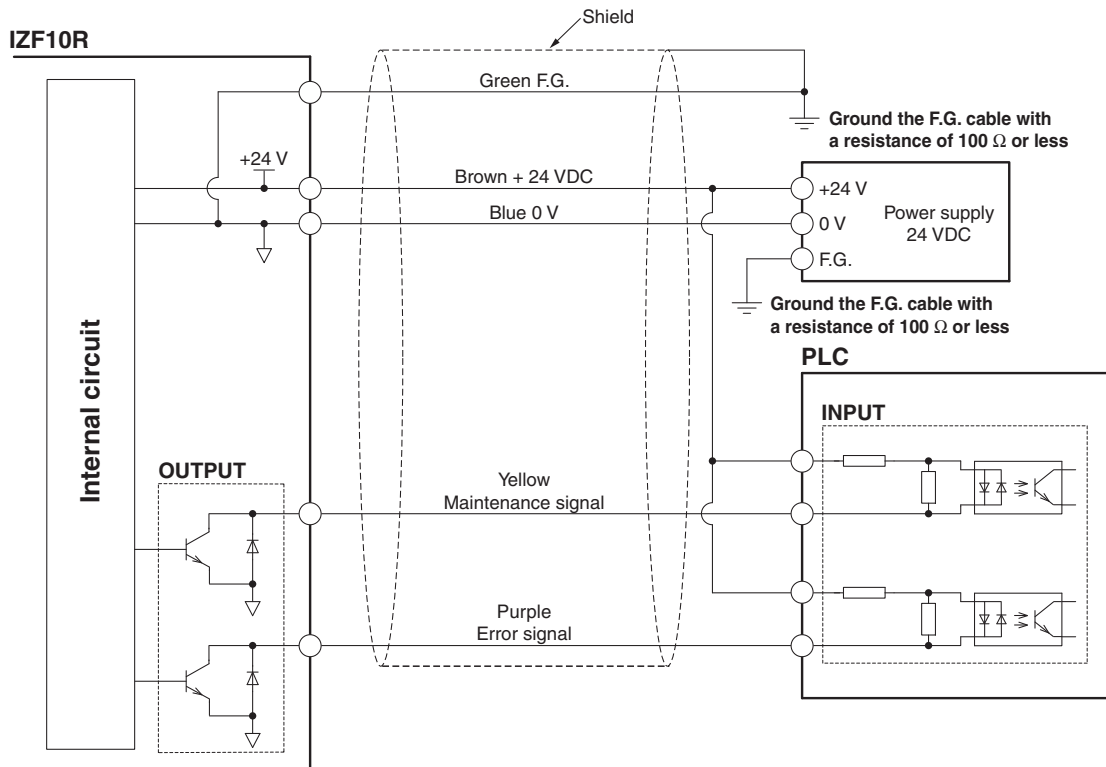 Shield
IZF10R
Green F.G.
Ground the F.G. cable with
a resistance of 100 Ω or less
+24 V
Brown + 24 VDC
+24 V
Blue 0 V
0 V
Power supply
24 VDC
F.G.
Ground the F.G. cable with
a resistance of 100 Ω or less
PLC
INPUT
Internal circuit
OUTPUT
Yellow
Maintenance signal
Purple
Error signal